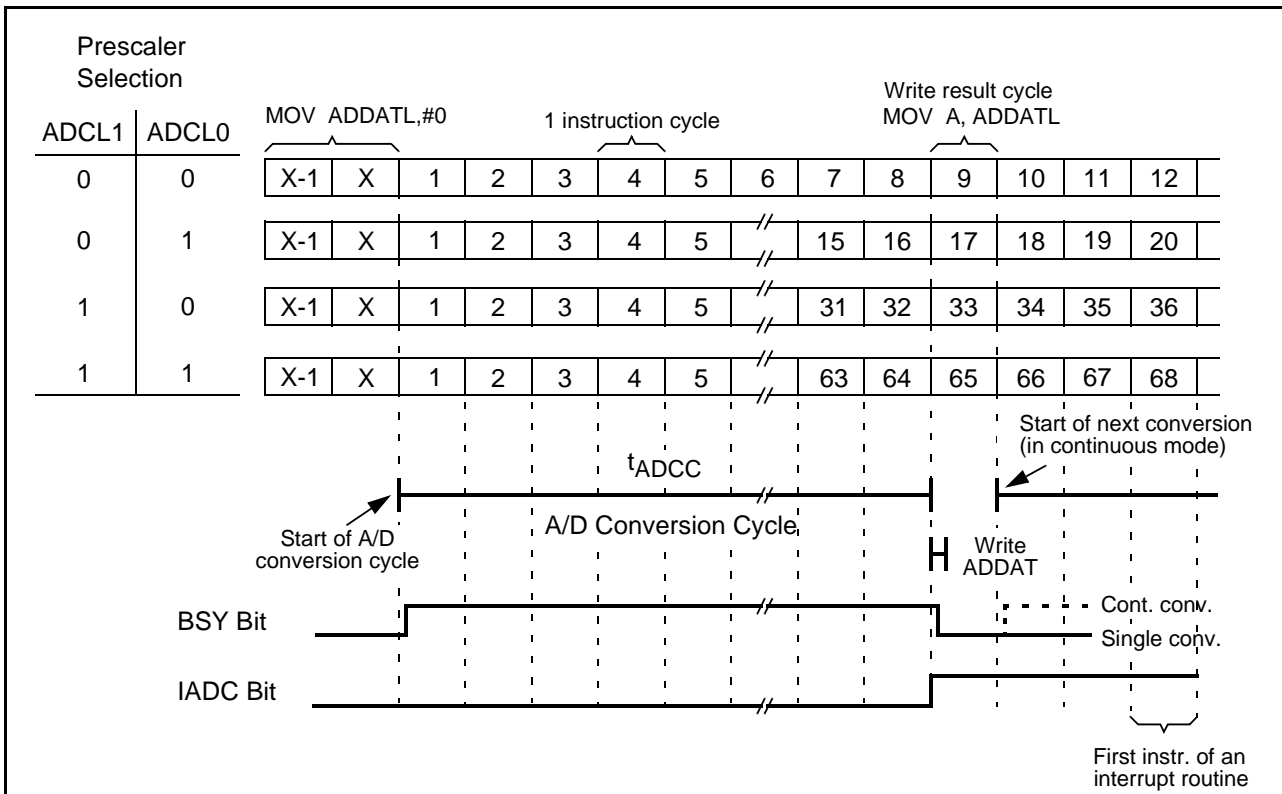 Prescaler
Selection
ADCL1 ADCL0
MOV ADDATL,#0
1 instruction cycle
Write result cycle
MOV A, ADDATL
0 0 X-1 X 1 2 3 4 5 6 7 8 9 10 11 12
0 1 X-1 X 1 2 3 4 5 15 16 17 18 19 20
1 0 X-1 X 1 2 3 4 5 31 32 33 34 35 36
1 1 X-1 X 1 2 3 4 5 63 64 65 66 67 68
Start of next conversion
(in continuous mode)
tADCC
Start of A/D
conversion cycle
A/D Conversion Cycle
Write
ADDAT
BSY Bit
Cont. conv.
Single conv.
IADC Bit
First instr. of an
interrupt routine